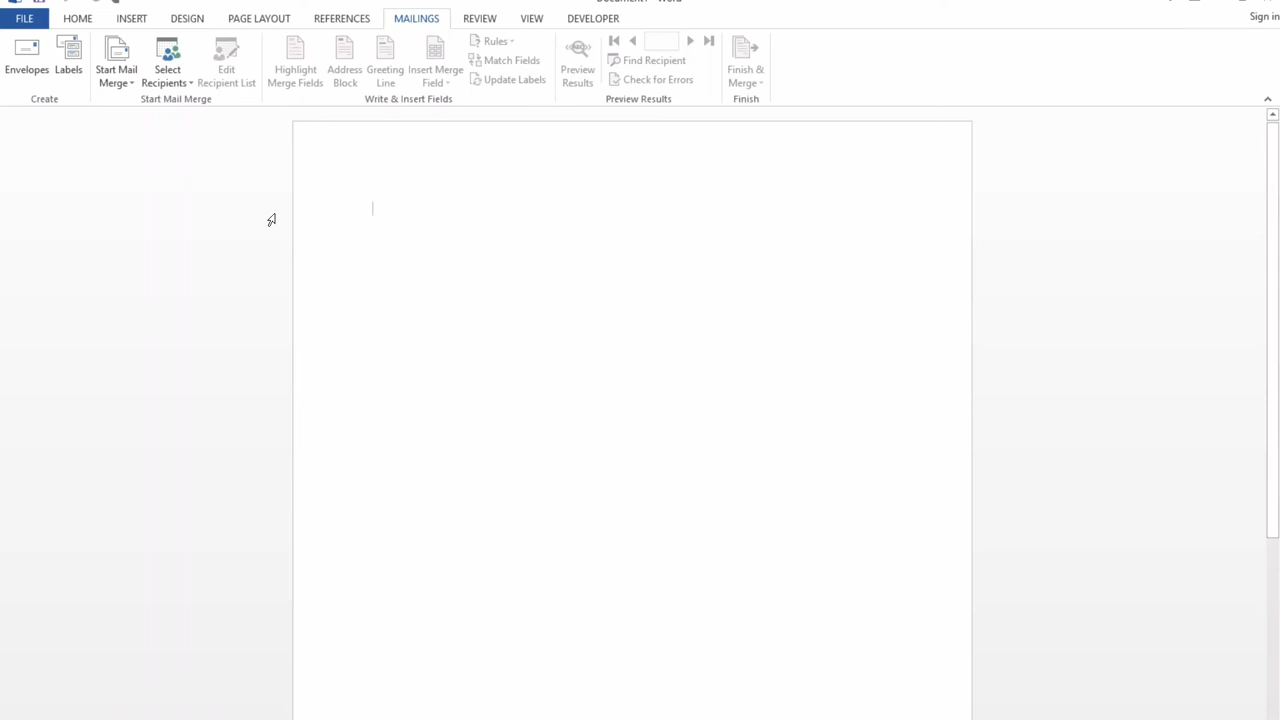 FILE HOME INSERT DESIGN PAGE LAYOUT REFERENCES MAILINGS REVIEW VIEW DEVELOPER Sign in
Envelopes Labels
Create
Start Mail Merge
Select Recipients
Edit Recipient List
Start Mail Merge
Highlight Merge Fields
Address Block
Greeting Line
Insert Merge Field
Rules
Match Fields
Update Labels
Write & Insert Fields
Preview Results
Find Recipient
Check for Errors
Preview Results
Finish & Merge
Finish